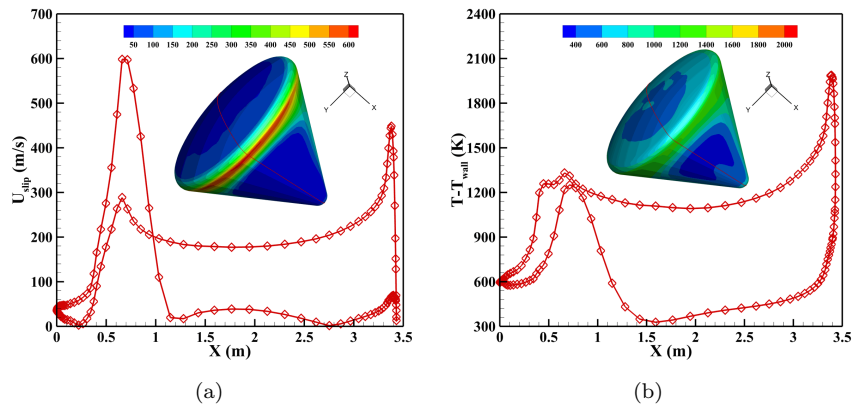 50 100 150 200 250 300 350 400 450 500 550 600
700
600
500
400
300
200
100
0
U_slip (m/s)
Z
Y
X
0 0.5 1 1.5 2 2.5 3 3.5
X (m)
(a)
400 600 800 1000 1200 1400 1600 1800 2000
2400
2100
1800
1500
1200
900
600
300
T-T_wall (K)
Z
Y
X
0 0.5 1 1.5 2 2.5 3 3.5
X (m)
(b)